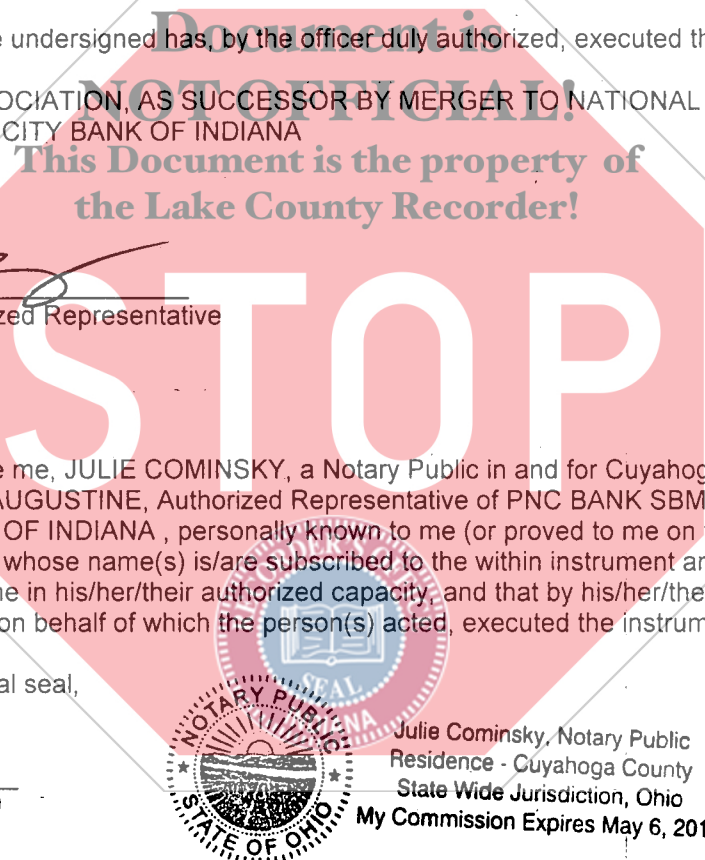 e undersigned has, by the officer duly authorized, executed th
Document is
NOT OFFICIAL!
OCIATION, AS SUCCESSOR BY MERGER TO NATIONAL
CITY BANK OF INDIANA
This Document is the property of
the Lake County Recorder!
zed Representative
STOP
e me, JULIE COMINSKY, a Notary Public in and for Cuyahog
AUGUSTINE, Authorized Representative of PNC BANK SBM
OF INDIANA , personally known to me (or proved to me on
whose name(s) is/are subscribed to the within instrument an
ne in his/her/their authorized capacity, and that by his/her/the
on behalf of which the person(s) acted, executed the instrum
SEAL
INDIANA
al seal,
NOTARY PUBLIC
STATE OF OHIO
Julie Cominsky, Notary Public
Residence - Cuyahoga County
State Wide Jurisdiction, Ohio
My Commission Expires May 6, 201